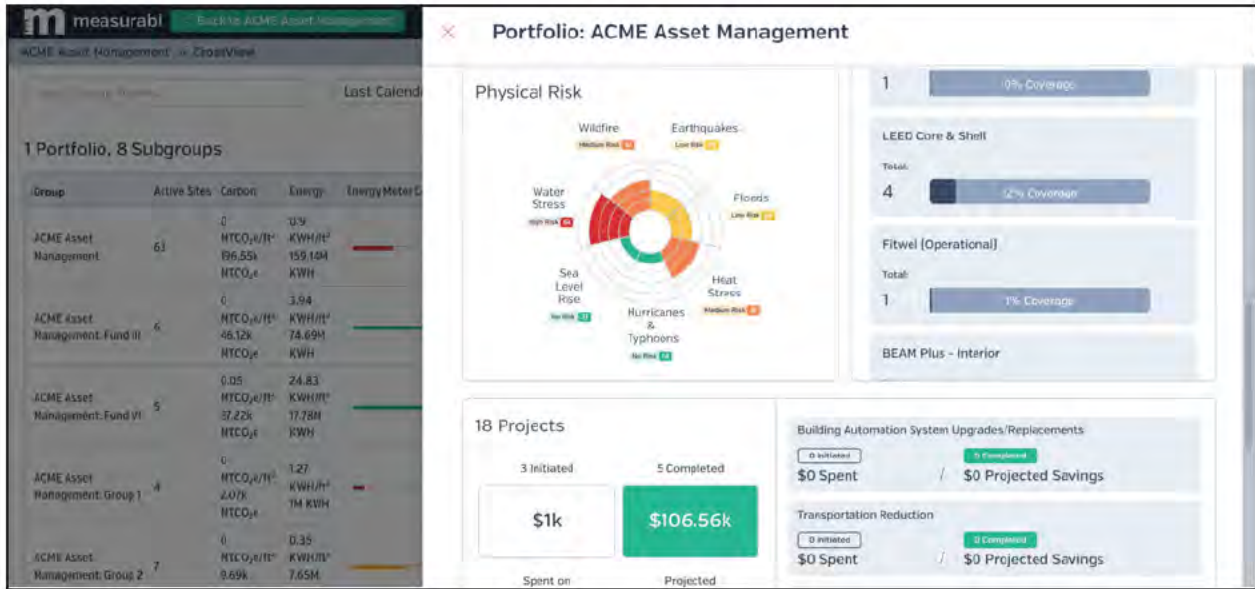 measurabl
Back to ACME Asset Management
ACME Asset Management > CrossView
Last Calend
1 Portfolio, 8 Subgroups
Group Active Sites Carbon Energy Energy Meter C
ACME Asset Management 63
0 MTCO₂e/ft² 196.55k MTCO₂e
0.9 KWH/ft² 159.14M KWH
ACME Asset Management: Fund III 6
0 MTCO₂e/ft² 46.12k MTCO₂e
3.94 KWH/ft² 74.69M KWH
ACME Asset Management: Fund VI 5
0.05 MTCO₂e/ft² 37.22k MTCO₂e
24.83 KWH/ft² 17.78M KWH
ACME Asset Management: Group 1 4
0 MTCO₂e/ft² 2.07k MTCO₂e
1.27 KWH/ft² 1M KWH
ACME Asset Management: Group 2 7
0 MTCO₂e/ft² 9.69k
0.35 KWH/ft² 7.65M
Portfolio: ACME Asset Management
Physical Risk
Wildfire
Medium Risk
Earthquakes
Low Risk
Water
Stress
High Risk
Floods
Low Risk
Sea
Level
Rise
No Risk
Hurricanes
&
Typhoons
No Risk
Heat
Stress
Medium Risk
1
0% Coverage
LEED Core & Shell
Total:
4
12% Coverage
Fitwel (Operational)
Total:
1
1% Coverage
BEAM Plus - Interior
18 Projects
3 Initiated
5 Completed
$1k
$106.56k
Spent on
Projected
Building Automation System Upgrades/Replacements
0 Initiated
0 Completed
$0 Spent / $0 Projected Savings
Transportation Reduction
0 Initiated
0 Completed
$0 Spent / $0 Projected Savings